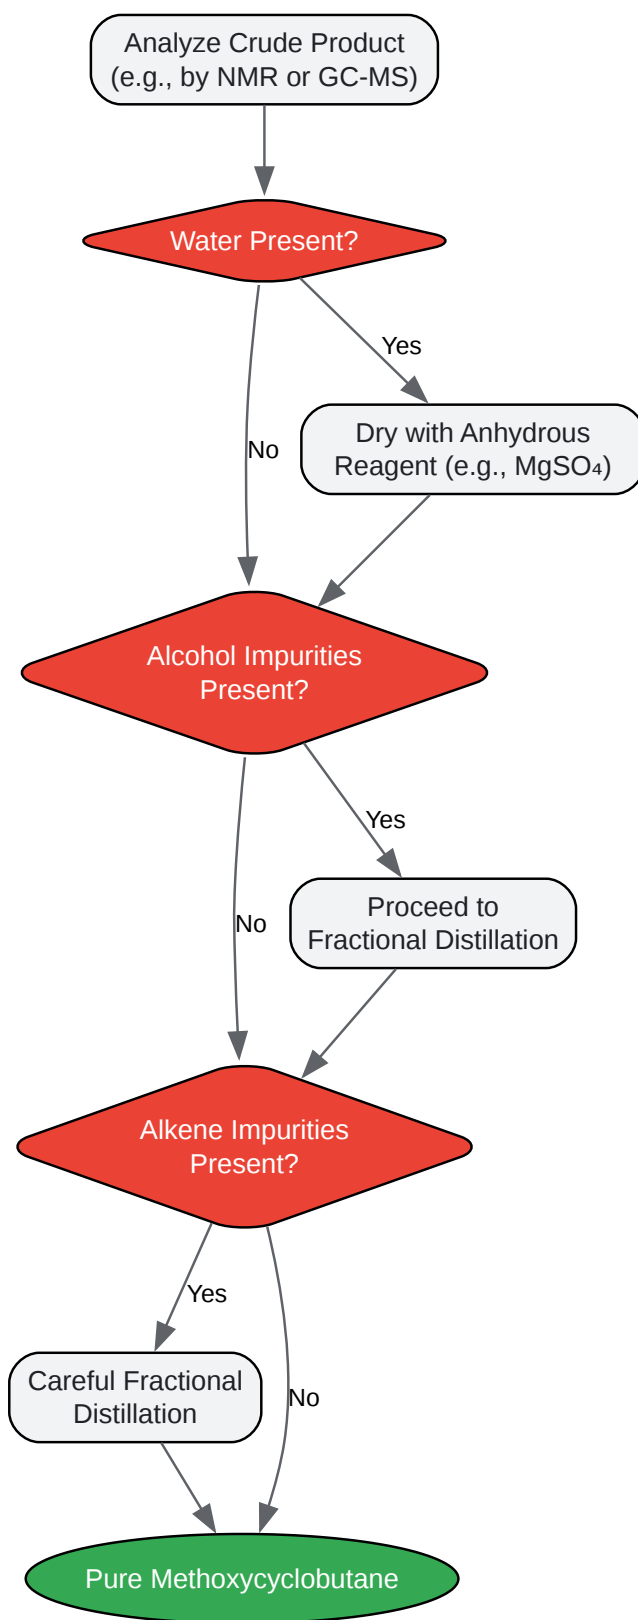 Analyze Crude Product
(e.g., by NMR or GC-MS)
Water Present?
Yes
Dry with Anhydrous
Reagent (e.g., MgSO₄)
No
Alcohol Impurities
Present?
Yes
Proceed to
Fractional Distillation
No
Alkene Impurities
Present?
Yes
Careful Fractional
Distillation
No
Pure Methoxycyclobutane